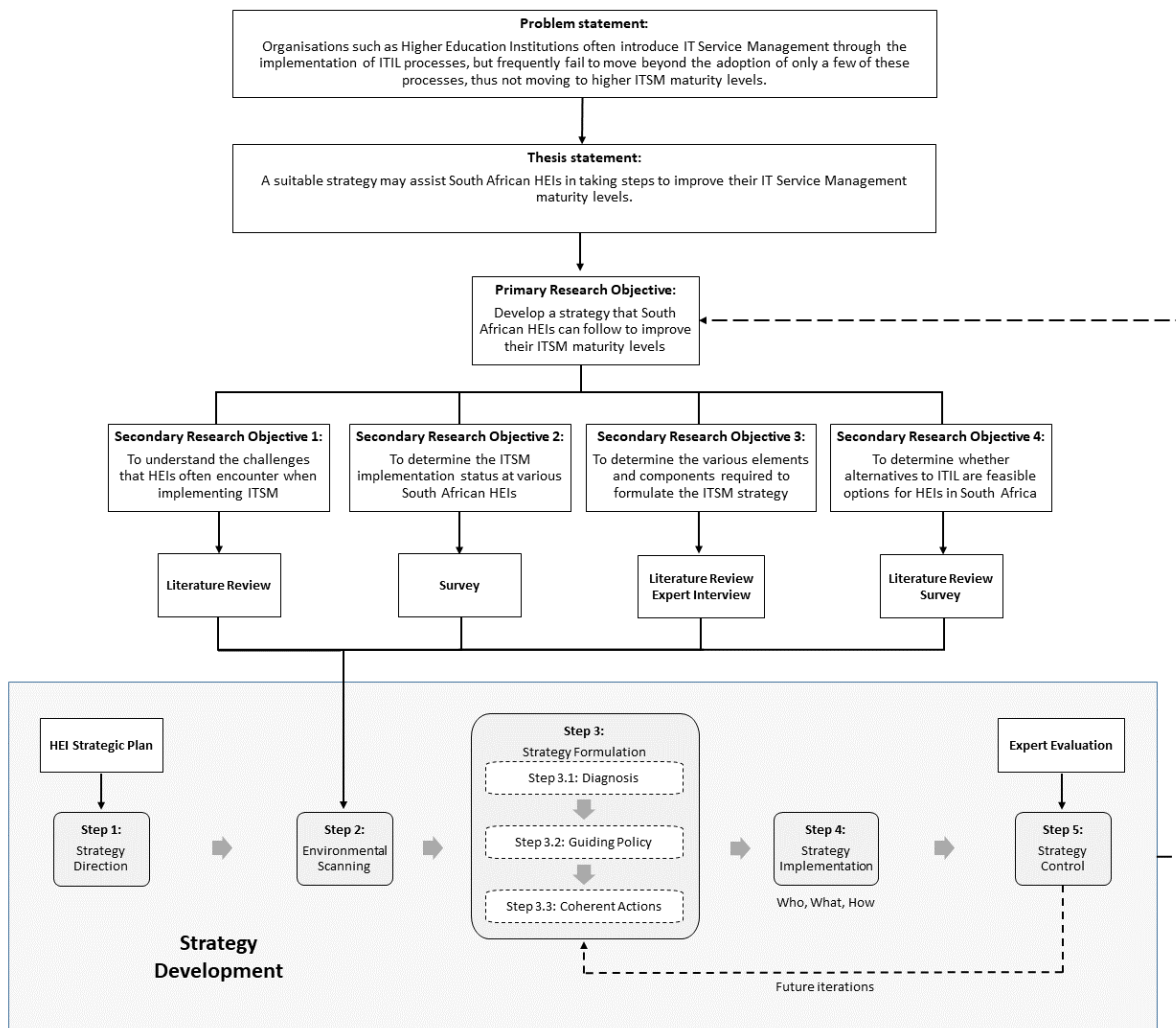 Problem statement:
Organisations such as Higher Education Institutions often introduce IT Service Management through the
implementation of ITIL processes, but frequently fail to move beyond the adoption of only a few of these
processes, thus not moving to higher ITSM maturity levels.
Thesis statement:
A suitable strategy may assist South African HEIs in taking steps to improve their IT Service Management
maturity levels.
Primary Research Objective:
Develop a strategy that South
African HEIs can follow to improve
their ITSM maturity levels
Secondary Research Objective 1:
To understand the challenges
that HEIs often encounter when
implementing ITSM
Secondary Research Objective 2:
To determine the ITSM
implementation status at various
South African HEIs
Secondary Research Objective 3:
To determine the various elements
and components required to
formulate the ITSM strategy
Secondary Research Objective 4:
To determine whether
alternatives to ITIL are feasible
options for HEIs in South Africa
Literature Review
Survey
Literature Review
Expert Interview
Literature Review
Survey
HEI Strategic Plan
Step 1:
Strategy
Direction
Step 2:
Environmental
Scanning
Step 3:
Strategy Formulation
Step 3.1: Diagnosis
Step 3.2: Guiding Policy
Step 3.3: Coherent Actions
Step 4:
Strategy
Implementation
Who, What, How
Expert Evaluation
Step 5:
Strategy
Control
Future iterations
Strategy
Development